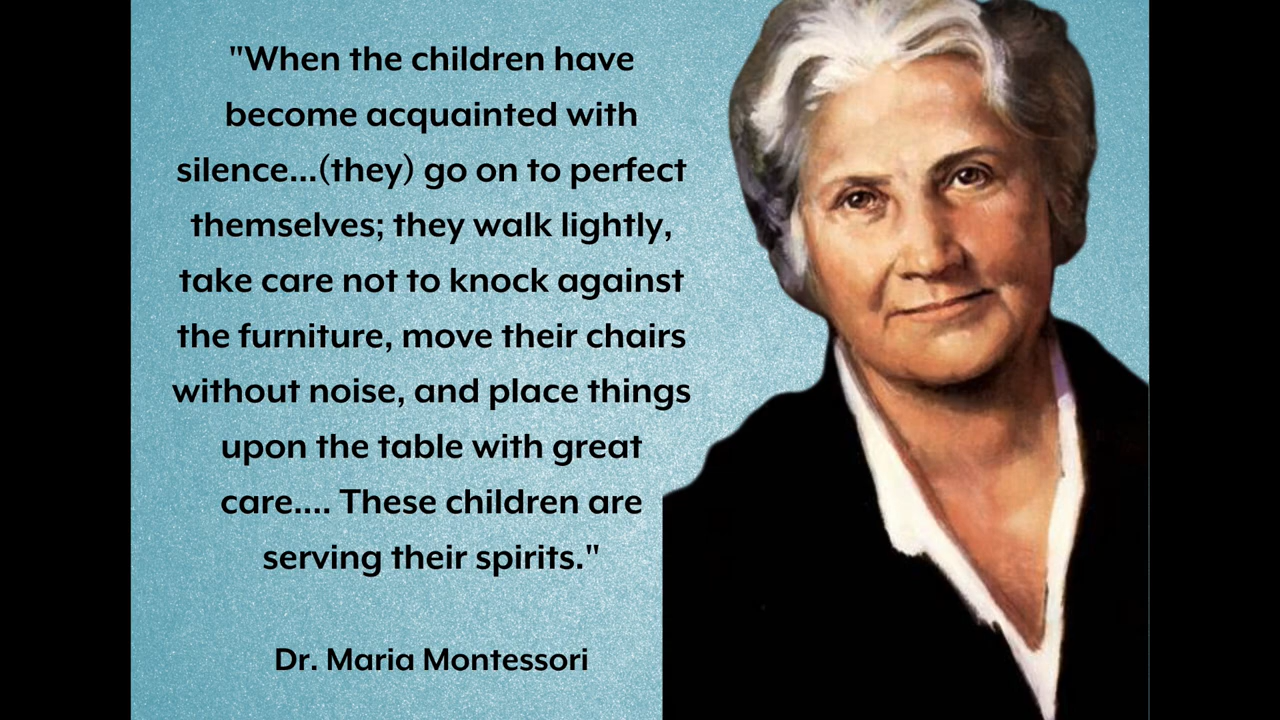 "When the children have
become acquainted with
silence...(they) go on to perfect
themselves; they walk lightly,
take care not to knock against
the furniture, move their chairs
without noise, and place things
upon the table with great
care.... These children are
serving their spirits."
Dr. Maria Montessori